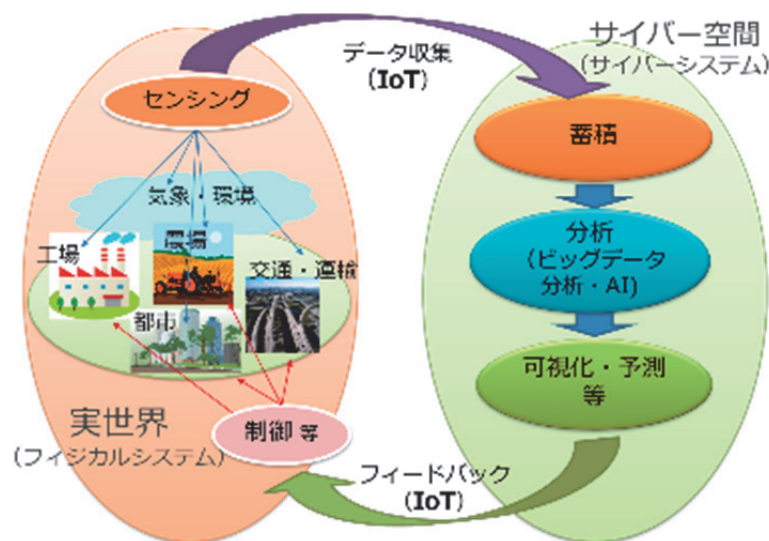 データ収集
(IoT)
サイバー空間
(サイバーシステム)
センシング
蓄積
気象・環境
工場
農場
交通・運輸
都市
分析
(ビッグデータ
分析・AI)
可視化・予測
等
実世界
(フィジカルシステム)
制御 等
フィードバック
(IoT)